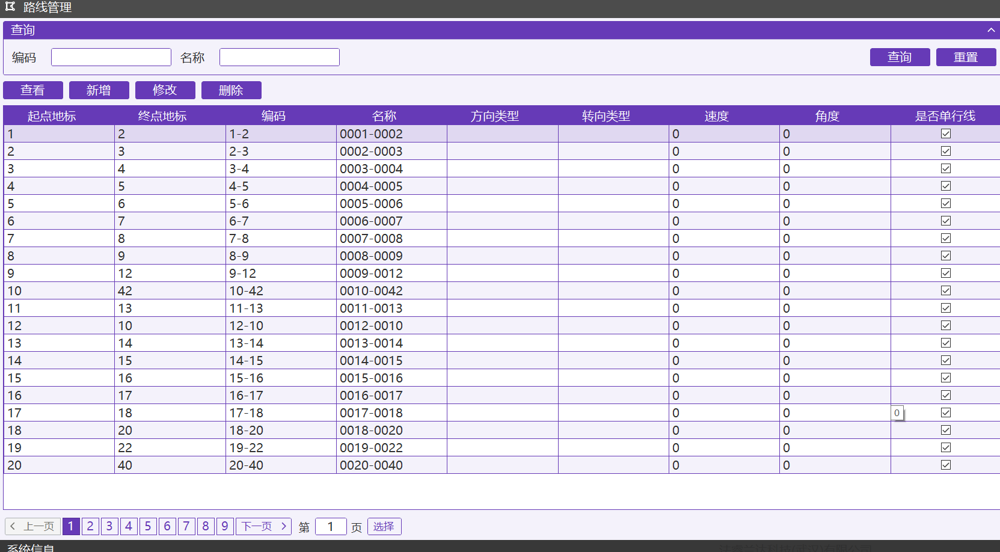 路线管理
查询
编码 名称 查询 重置
查看 新增 修改 删除
起点地标 终点地标 编码 名称 方向类型 转向类型 速度 角度 是否单行线
1 2 1-2 0001-0002 0 0
2 3 2-3 0002-0003 0 0
3 4 3-4 0003-0004 0 0
4 5 4-5 0004-0005 0 0
5 6 5-6 0005-0006 0 0
6 7 6-7 0006-0007 0 0
7 8 7-8 0007-0008 0 0
8 9 8-9 0008-0009 0 0
9 12 9-12 0009-0012 0 0
10 42 10-42 0010-0042 0 0
11 13 11-13 0011-0013 0 0
12 10 12-10 0012-0010 0 0
13 14 13-14 0013-0014 0 0
14 15 14-15 0014-0015 0 0
15 16 15-16 0015-0016 0 0
16 17 16-17 0016-0017 0 0
17 18 17-18 0017-0018 0 0 0
18 20 18-20 0018-0020 0 0
19 22 19-22 0019-0022 0 0
20 40 20-40 0020-0040 0 0
上一页 1 2 3 4 5 6 7 8 9 下一页 第 1 页 选择
系统信息